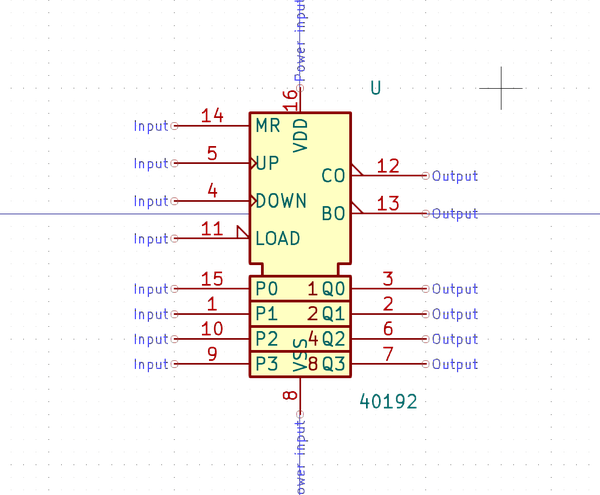 Power input
16
U
Input 14 MR VDD
Input 5 UP
CO 12 Output
Input 4 DOWN
BO 13 Output
Input 11 LOAD
Input 15 P0 1 Q0 3 Output
Input 1 P1 2 Q1 2 Output
Input 10 P2 4 Q2 6 Output
VSS
Input 9 P3 8 Q3 7 Output
8
40192
ower input